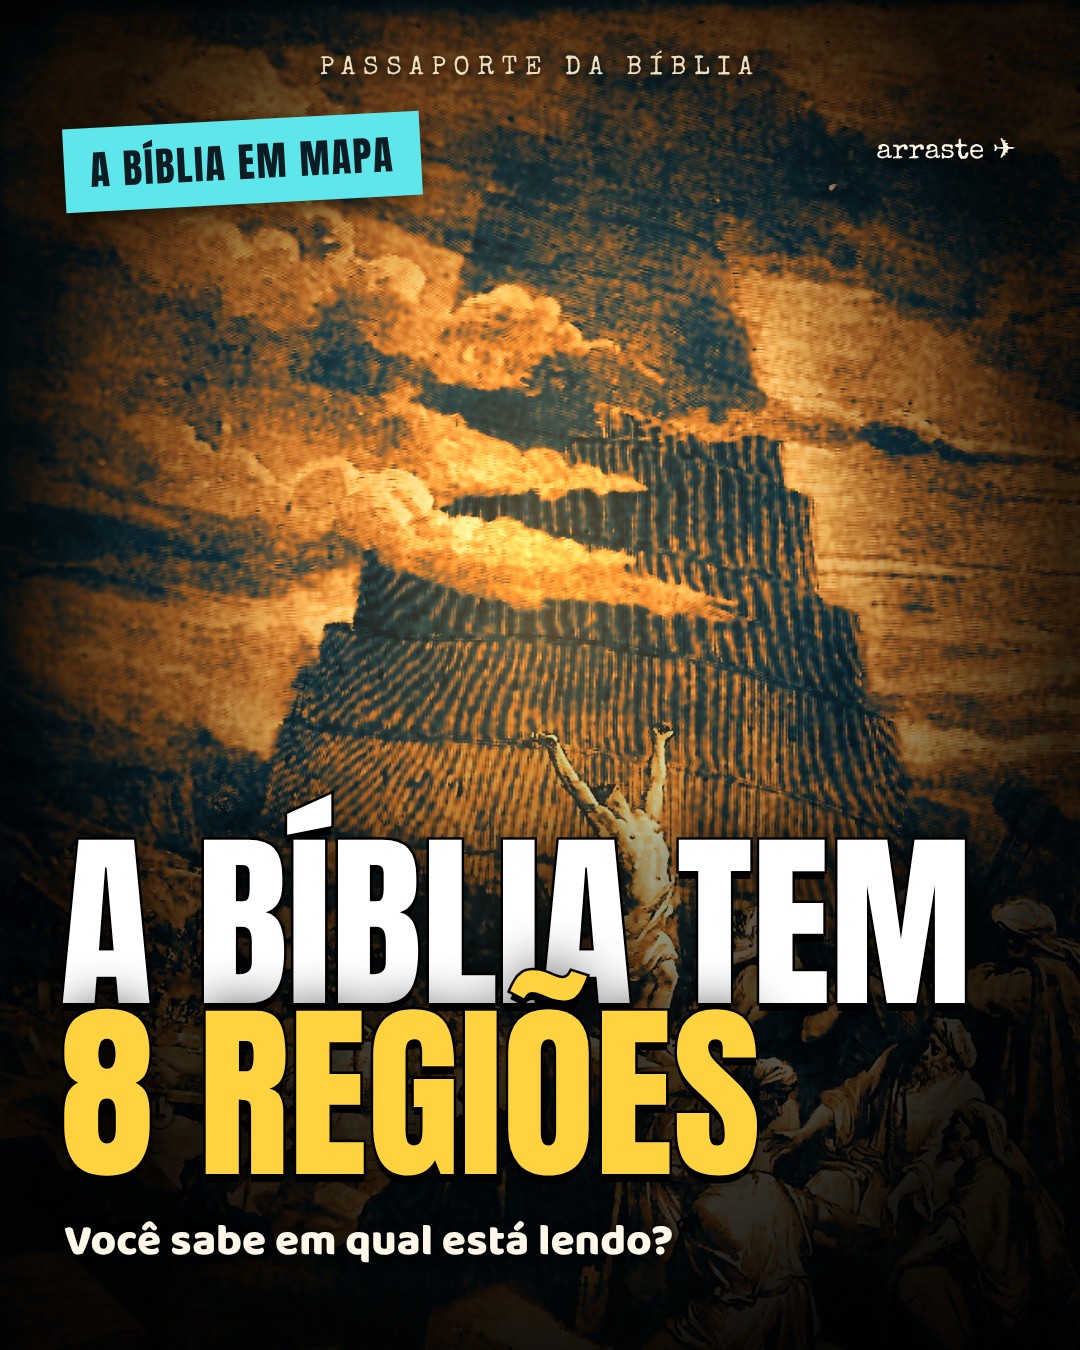 PASSAPORTE DA BÍBLIA
A BÍBLIA EM MAPA
arraste ✈
A BÍBLIA TEM
8 REGIÕES
Você sabe em qual está lendo?